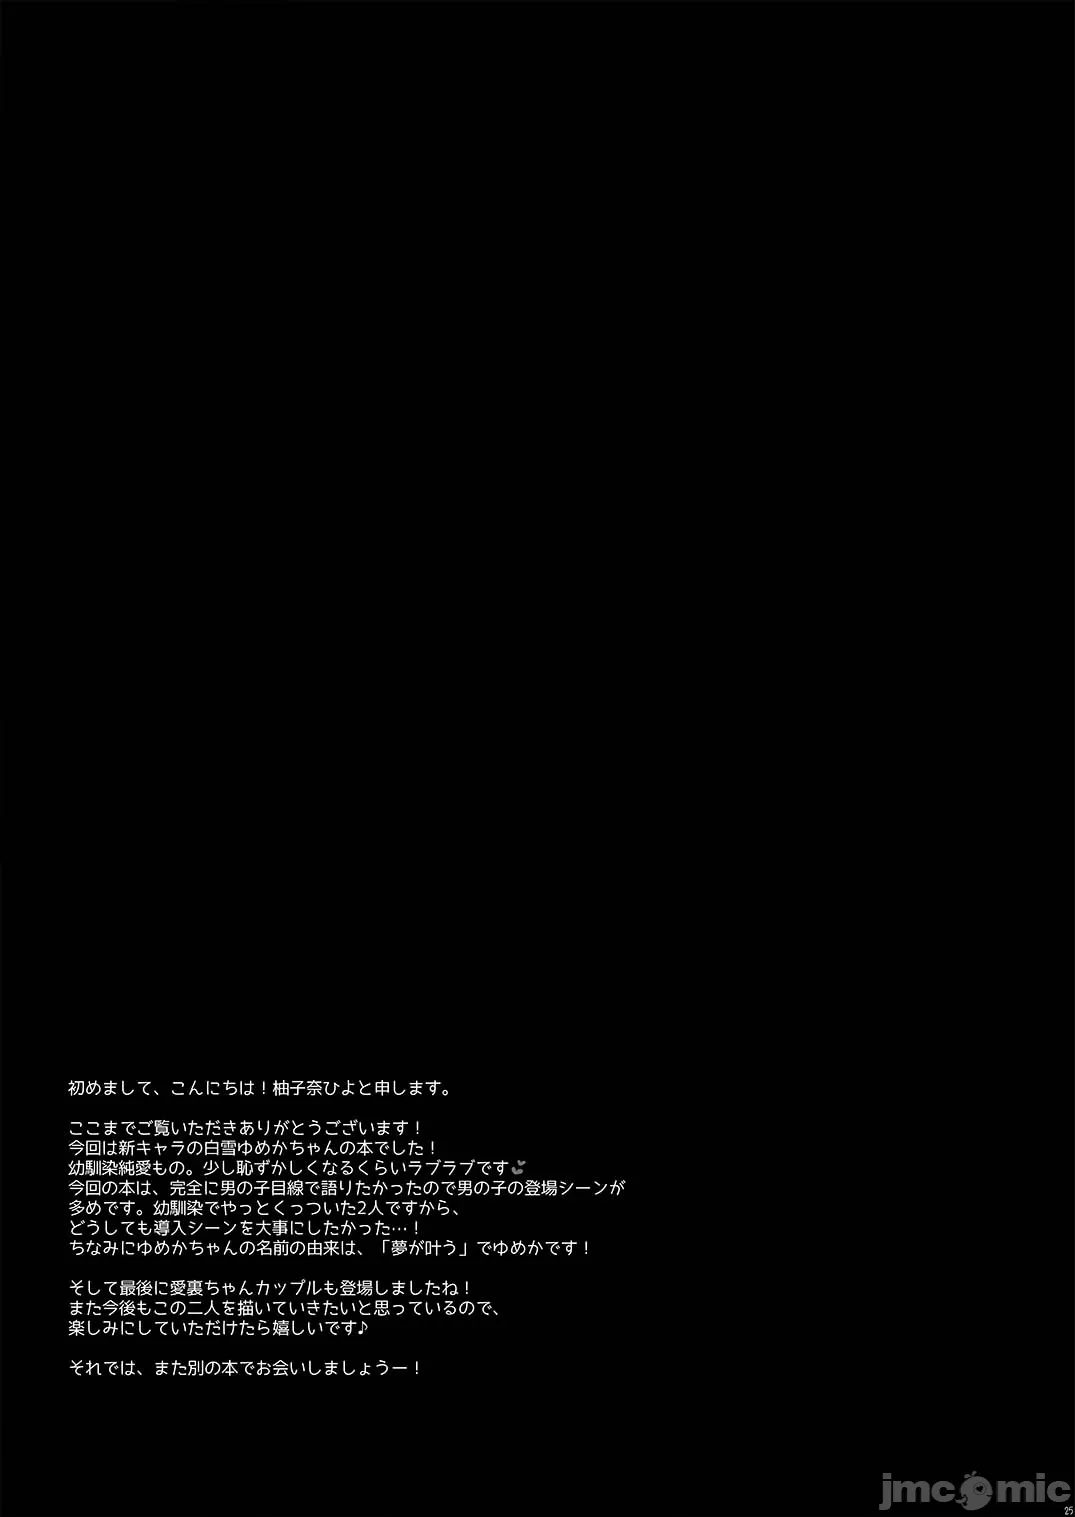 初めまして、こんにちは！柚子奈ひよと申します。
ここまでご覧いただきありがとうございます！
今回は新キャラの白雪ゆめかちゃんの本でした！
幼馴染純愛もの。少し恥ずかしくなるくらいラブラブです
今回の本は、完全に男の子目線で語りたかったので男の子の登場シーンが
多めです。幼馴染でやっとくっついた2人ですから、
どうしても導入シーンを大事にしたかった…！
ちなみにゆめかちゃんの名前の由来は、「夢が叶う」でゆめかです！
そして最後に愛裏ちゃんカップルも登場しましたね！
また今後もこの二人を描いていきたいと思っているので、
楽しみにしていただけたら嬉しいです♪
それでは、また別の本でお会いしましょうー！
jmcomic
25